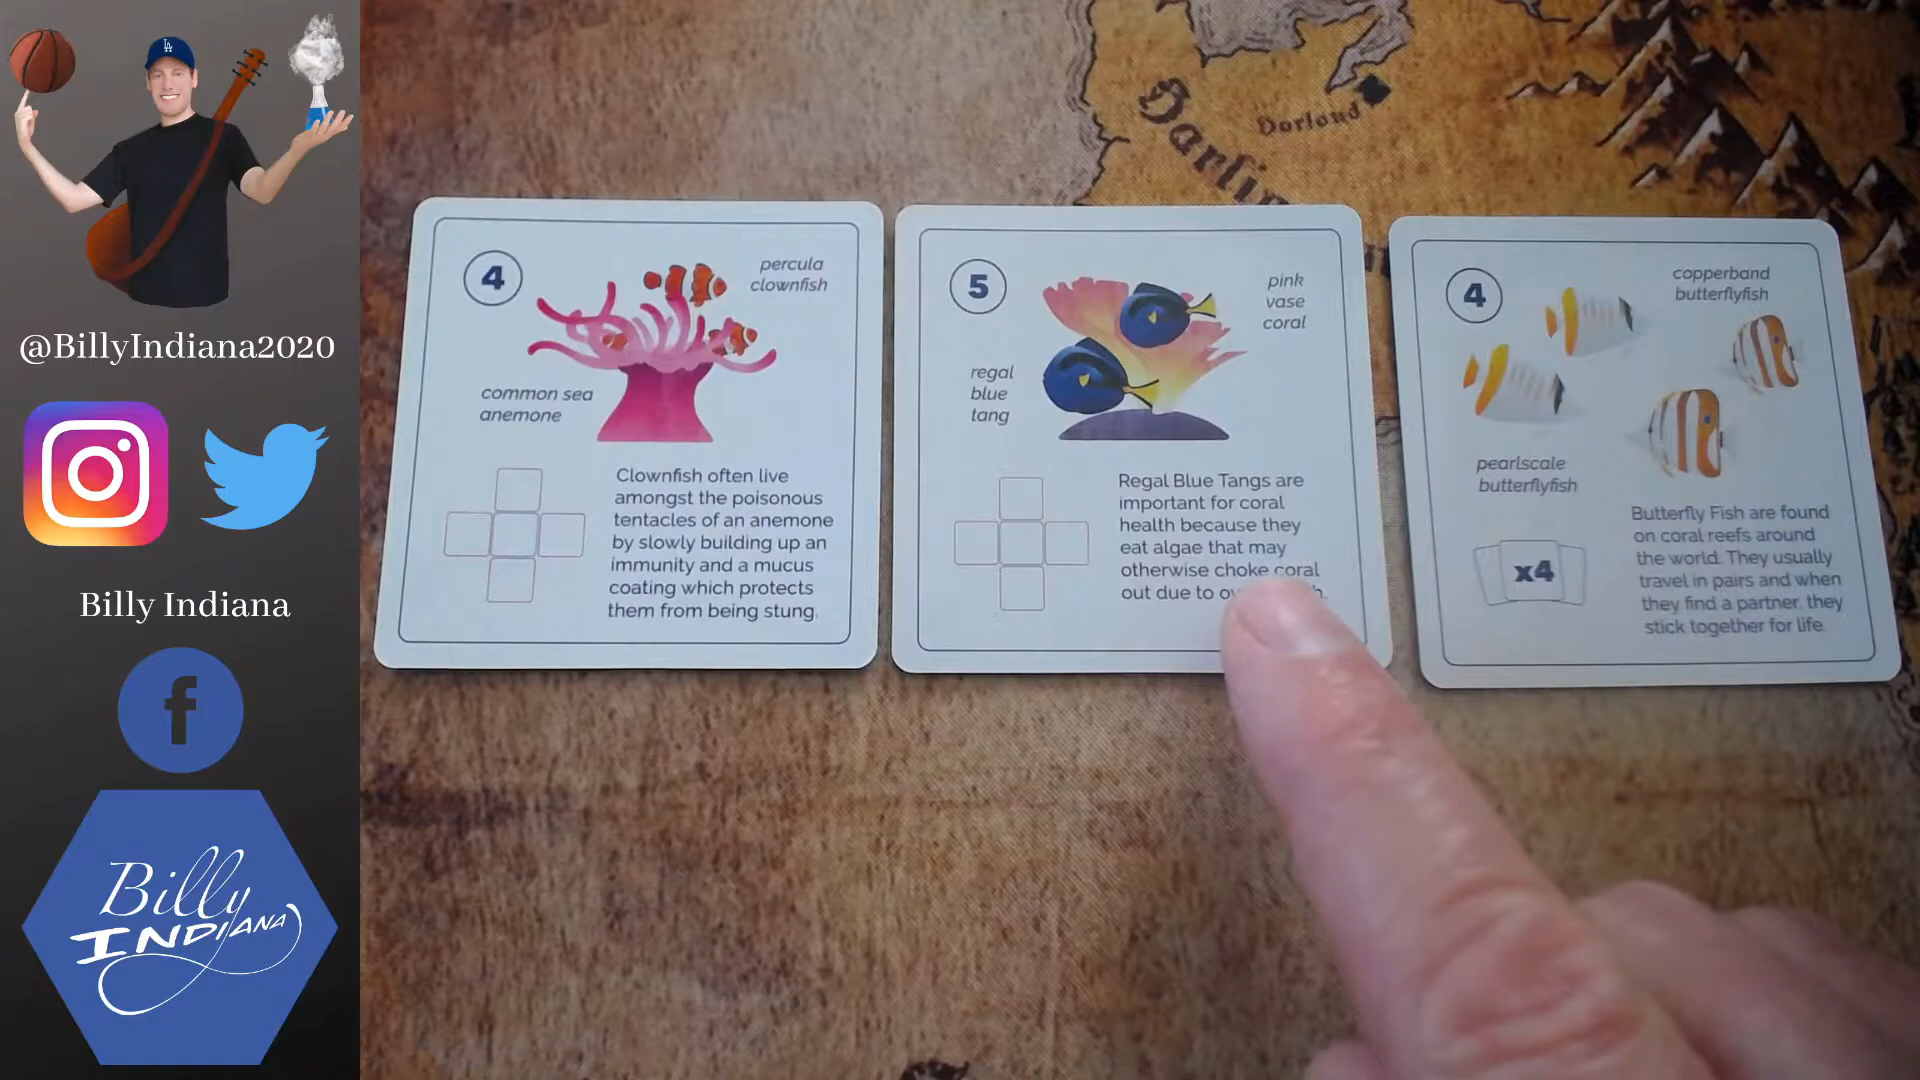 LA
@BillyIndiana2020
Billy Indiana
f
Billy
INDIANA
Dorloud
4
percula
clownfish
common sea
anemone
Clownfish often live
amongst the poisonous
tentacles of an anemone
by slowly building up an
immunity and a mucus
coating which protects
them from being stung.
5
pink
vase
coral
regal
blue
tang
Regal Blue Tangs are
important for coral
health because they
eat algae that may
otherwise choke coral
out due to
4
copperband
butterflyfish
pearlscale
butterflyfish
x4
Butterfly Fish are found
on coral reefs around
the world. They usually
travel in pairs and when
they find a partner, they
stick together for life.